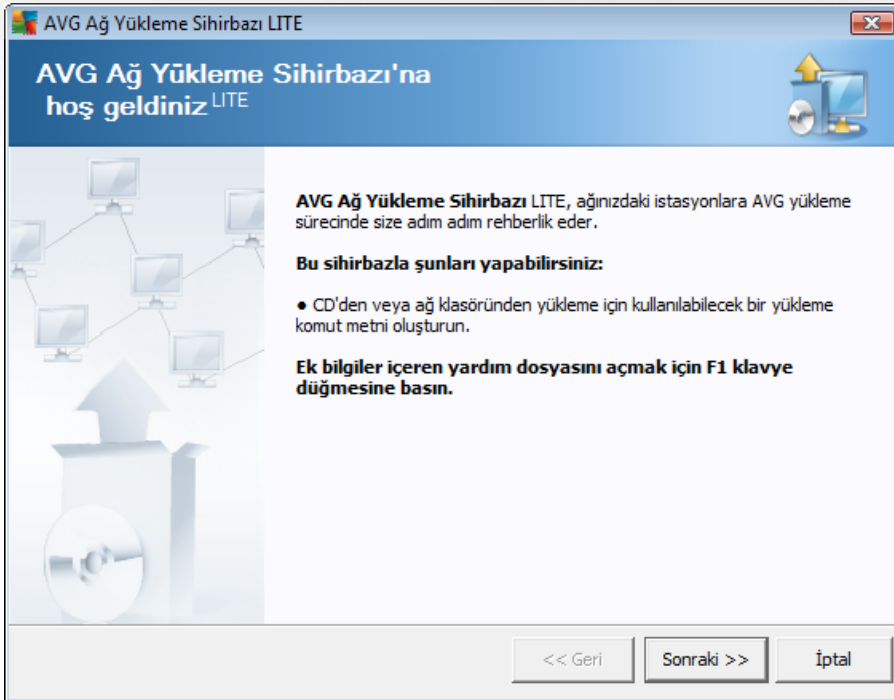 AVG Ağ Yükleme Sihirbazı LITE
AVG Ağ Yükleme Sihirbazı'na
hoş geldiniz LITE
AVG Ağ Yükleme Sihirbazı LITE, ağınızdaki istasyonlara AVG yükleme
sürecinde size adım adım rehberlik eder.
Bu sihirbazla şunları yapabilirsiniz:
● CD'den veya ağ klasöründen yükleme için kullanılabilecek bir yükleme
komut metni oluşturun.
Ek bilgiler içeren yardım dosyasını açmak için F1 klavye
düğmesine basın.
<< Geri
Sonraki >>
İptal